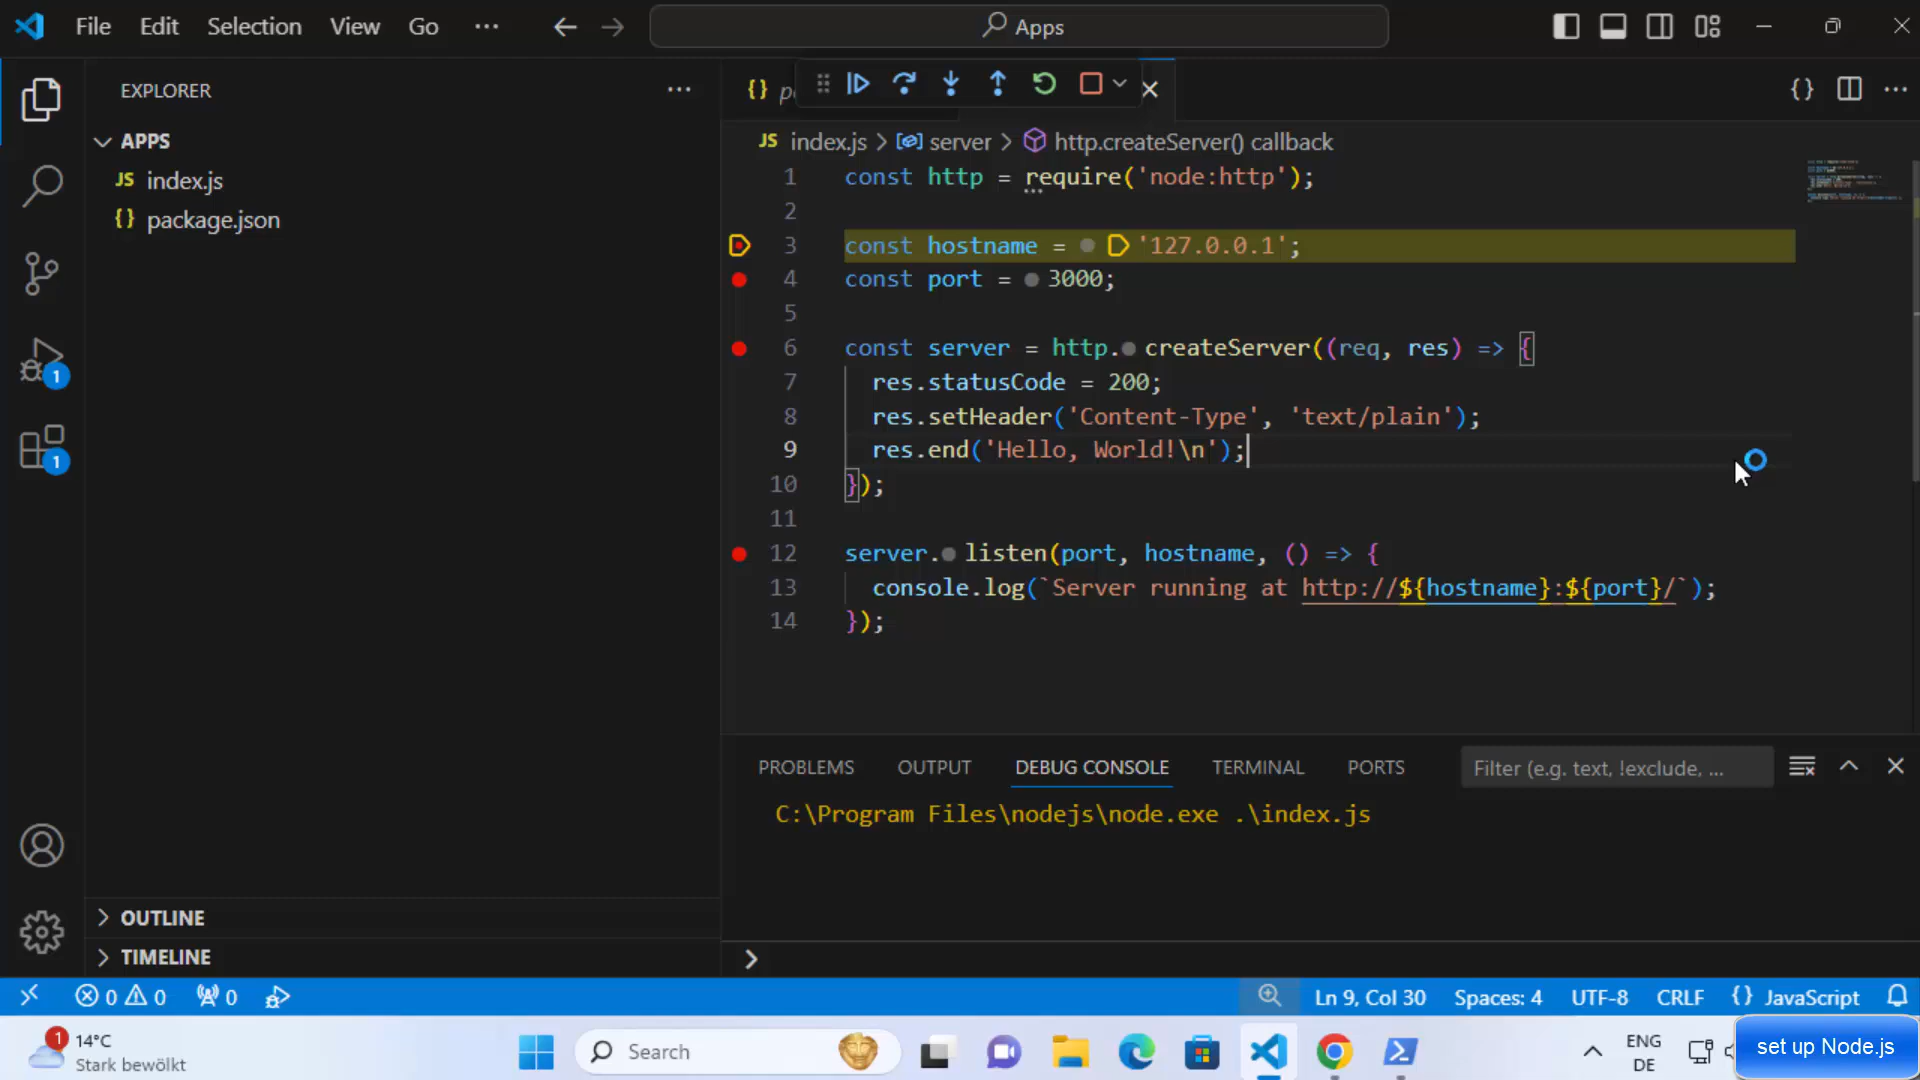 File Edit Selection View Go ··· Apps
EXPLORER
APPS
JS index.js
{} package.json
OUTLINE
TIMELINE
{}
JS index.js > server > http.createServer() callback
1 const http = require('node:http');
2
3 const hostname = '127.0.0.1';
4 const port = 3000;
5
6 const server = http.createServer((req, res) => {
7 res.statusCode = 200;
8 res.setHeader('Content-Type', 'text/plain');
9 res.end('Hello, World!\n');
10 });
11
12 server.listen(port, hostname, () => {
13 console.log(`Server running at http://${hostname}:${port}/`);
14 });
PROBLEMS OUTPUT DEBUG CONSOLE TERMINAL PORTS Filter (e.g. text, !exclude, ...
C:\Program Files\nodejs\node.exe .\index.js
1
1
0 0 0 Ln 9, Col 30 Spaces: 4 UTF-8 CRLF {} JavaScript
1
14°C
Stark bewölkt
Search
ENG
DE
set up Node.js